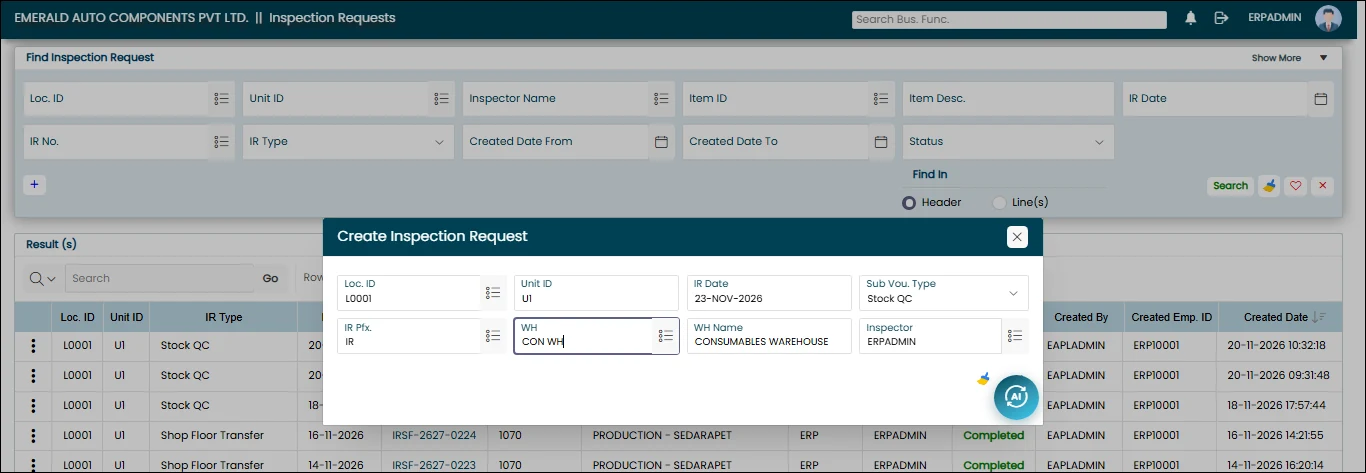 EMERALD AUTO COMPONENTS PVT LTD. || Inspection Requests Search Bus. Func. ERPADMIN
Find Inspection Request Show More
Loc. ID Unit ID Inspector Name Item ID Item Desc. IR Date
IR No. IR Type Created Date From Created Date To Status
+ Find In Search
Header Line(s)
Create Inspection Request
Result (s)
Search Go
Loc. ID Unit ID IR Date Sub Vou. Type
L0001 U1 23-NOV-2026 Stock QC
IR Pfx. WH WH Name Inspector
IR CON WH CONSUMABLES WAREHOUSE ERPADMIN
AI
Loc. ID Unit ID IR Type Created By Created Emp. ID Created Date
L0001 U1 Stock QC 20- EAPLADMIN ERP10001 20-11-2026 10:32:18
L0001 U1 Stock QC 20- EAPLADMIN ERP10001 20-11-2026 09:31:48
L0001 U1 Stock QC 18- EAPLADMIN ERP10001 18-11-2026 17:57:44
L0001 U1 Shop Floor Transfer 16-11-2026 IRSF-2627-0224 1070 PRODUCTION - SEDARAPET ERP ERPADMIN Completed EAPLADMIN ERP10001 16-11-2026 14:21:55
L0001 U1 Shop Floor Transfer 14-11-2026 IRSF-2627-0223 1070 PRODUCTION - SEDARAPET ERP ERPADMIN Completed EAPLADMIN ERP10001 14-11-2026 16:20:14